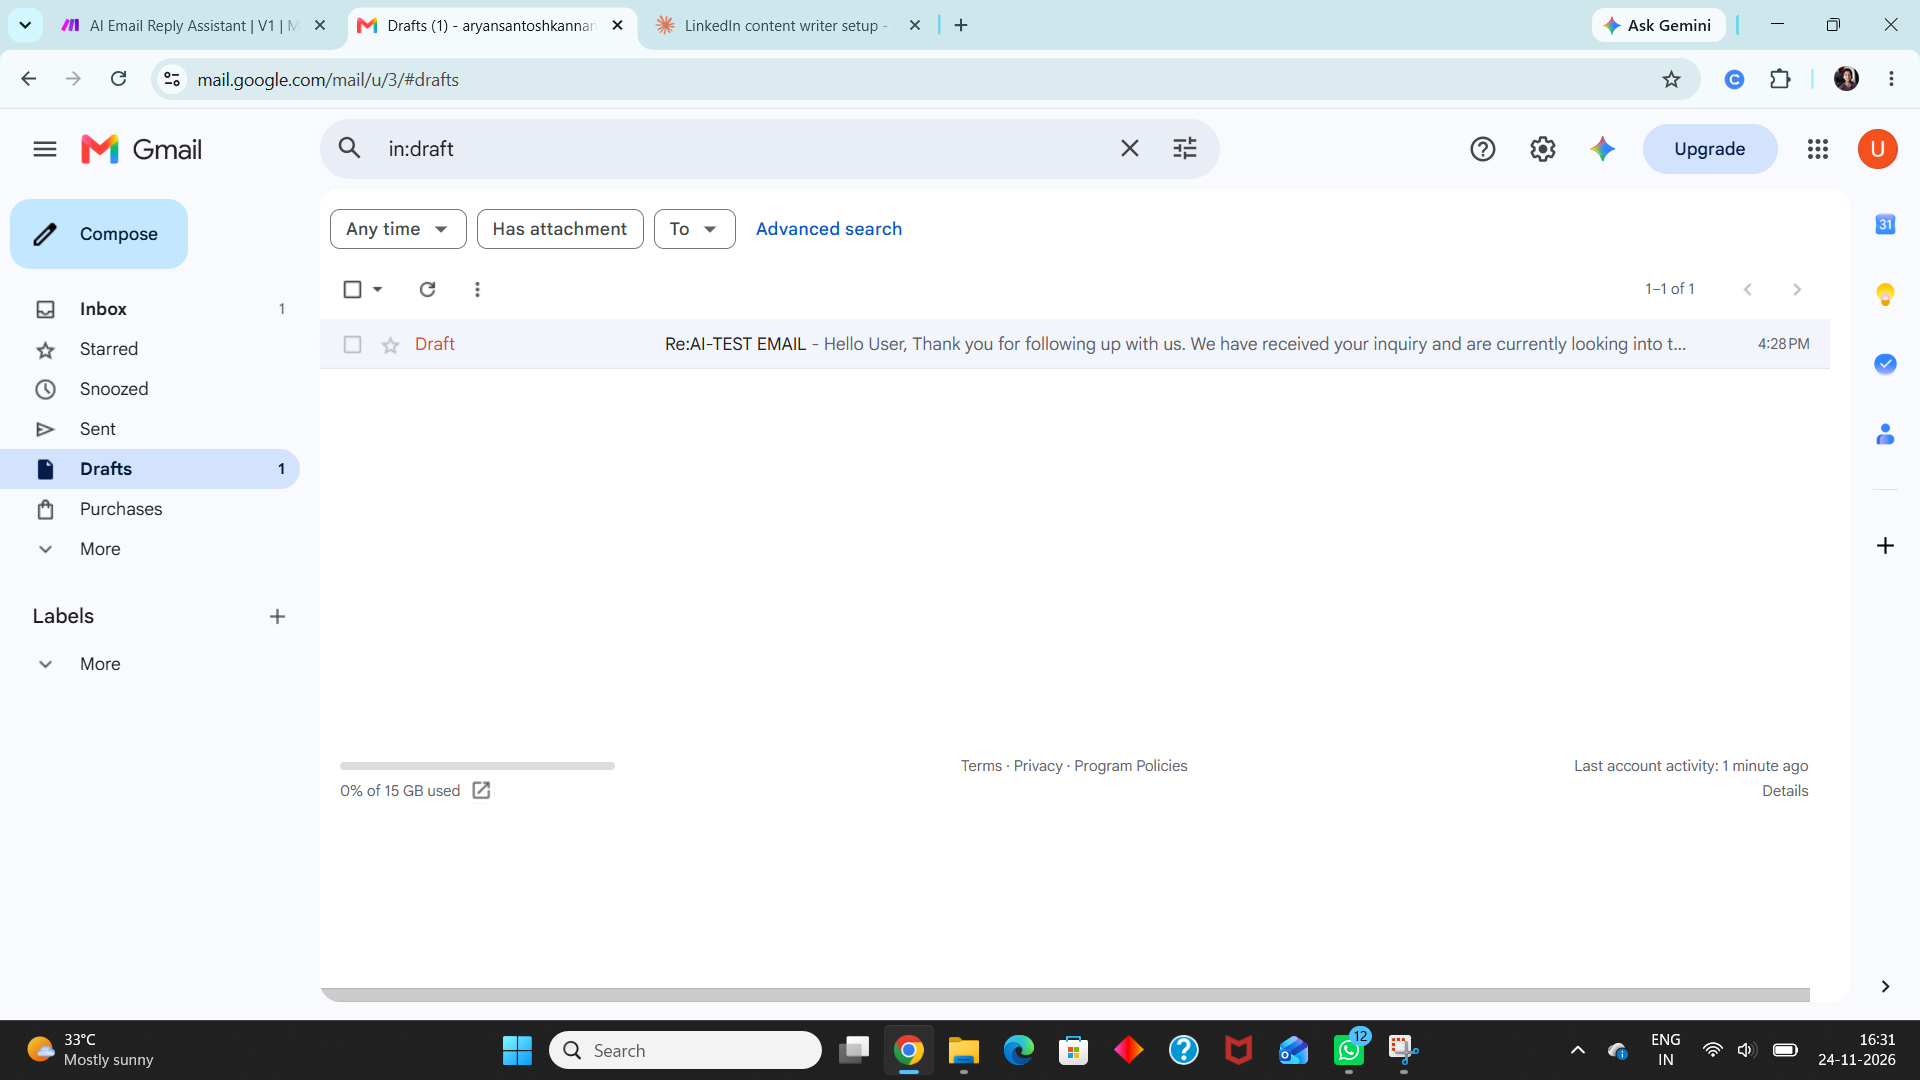 AI Email Reply Assistant | V1 | M
Drafts (1) - aryansantoshkannan
LinkedIn content writer setup -
Ask Gemini
mail.google.com/mail/u/3/#drafts
C
Gmail
in:draft
Upgrade
U
Compose
Any time
Has attachment
To
Advanced search
31
1–1 of 1
Inbox 1
Starred
Snoozed
Sent
Drafts 1
Purchases
More
Draft
Re:AI-TEST EMAIL - Hello User, Thank you for following up with us. We have received your inquiry and are currently looking into t...
4:28 PM
Labels
More
0% of 15 GB used
Terms · Privacy · Program Policies
Last account activity: 1 minute ago
Details
33°C
Mostly sunny
Search
12
ENG
IN
16:31
24-11-2026